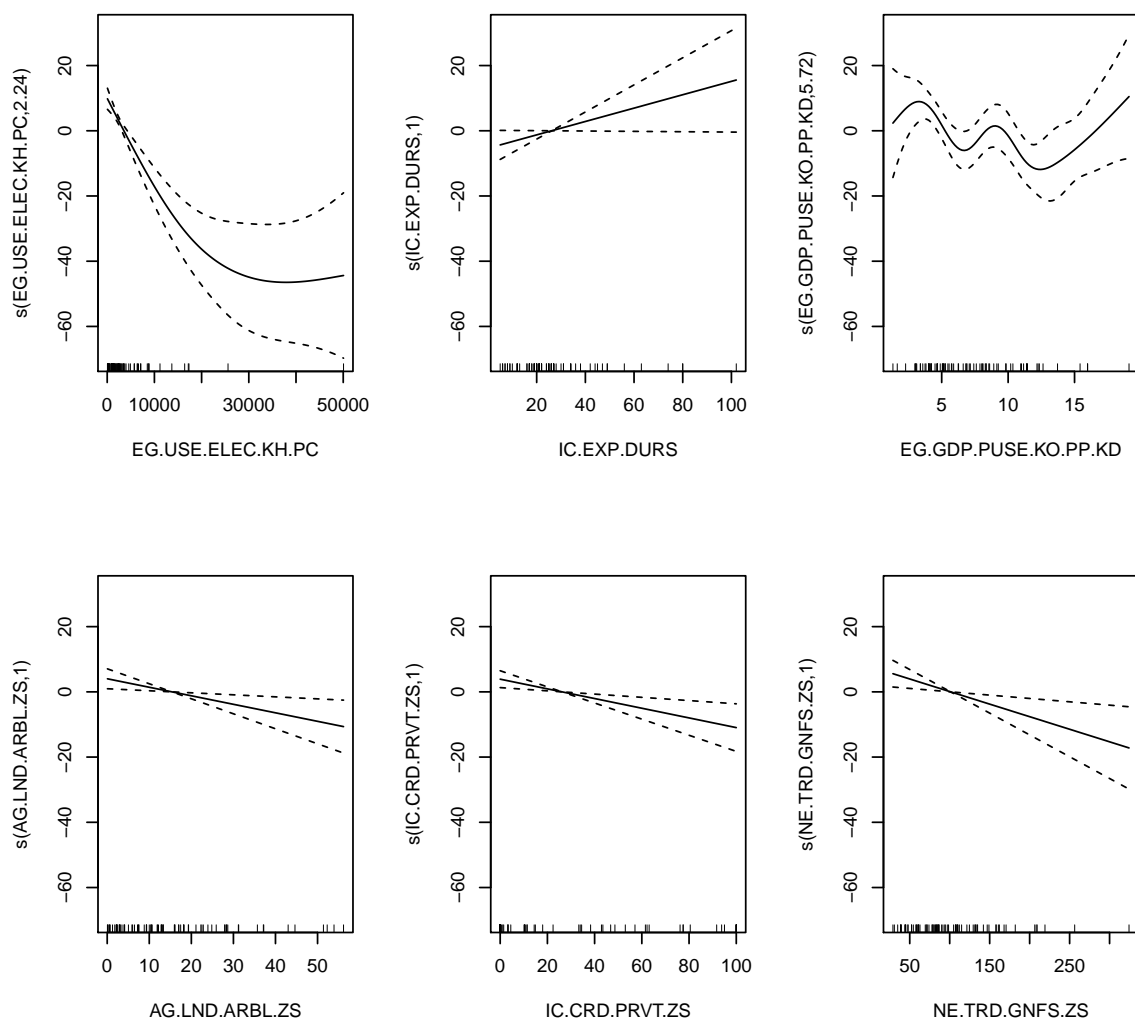 s(EG.USE.ELEC.KH.PC,2.24)
20
0
−20
−40
−60
0 10000 30000 50000
EG.USE.ELEC.KH.PC
s(IC.EXP.DURS,1)
20
0
−20
−40
−60
20 40 60 80 100
IC.EXP.DURS
s(EG.GDP.PUSE.KO.PP.KD,5.72)
20
0
−20
−40
−60
5 10 15
EG.GDP.PUSE.KO.PP.KD
s(AG.LND.ARBL.ZS,1)
20
0
−20
−40
−60
0 10 20 30 40 50
AG.LND.ARBL.ZS
s(IC.CRD.PRVT.ZS,1)
20
0
−20
−40
−60
0 20 40 60 80 100
IC.CRD.PRVT.ZS
s(NE.TRD.GNFS.ZS,1)
20
0
−20
−40
−60
50 150 250
NE.TRD.GNFS.ZS